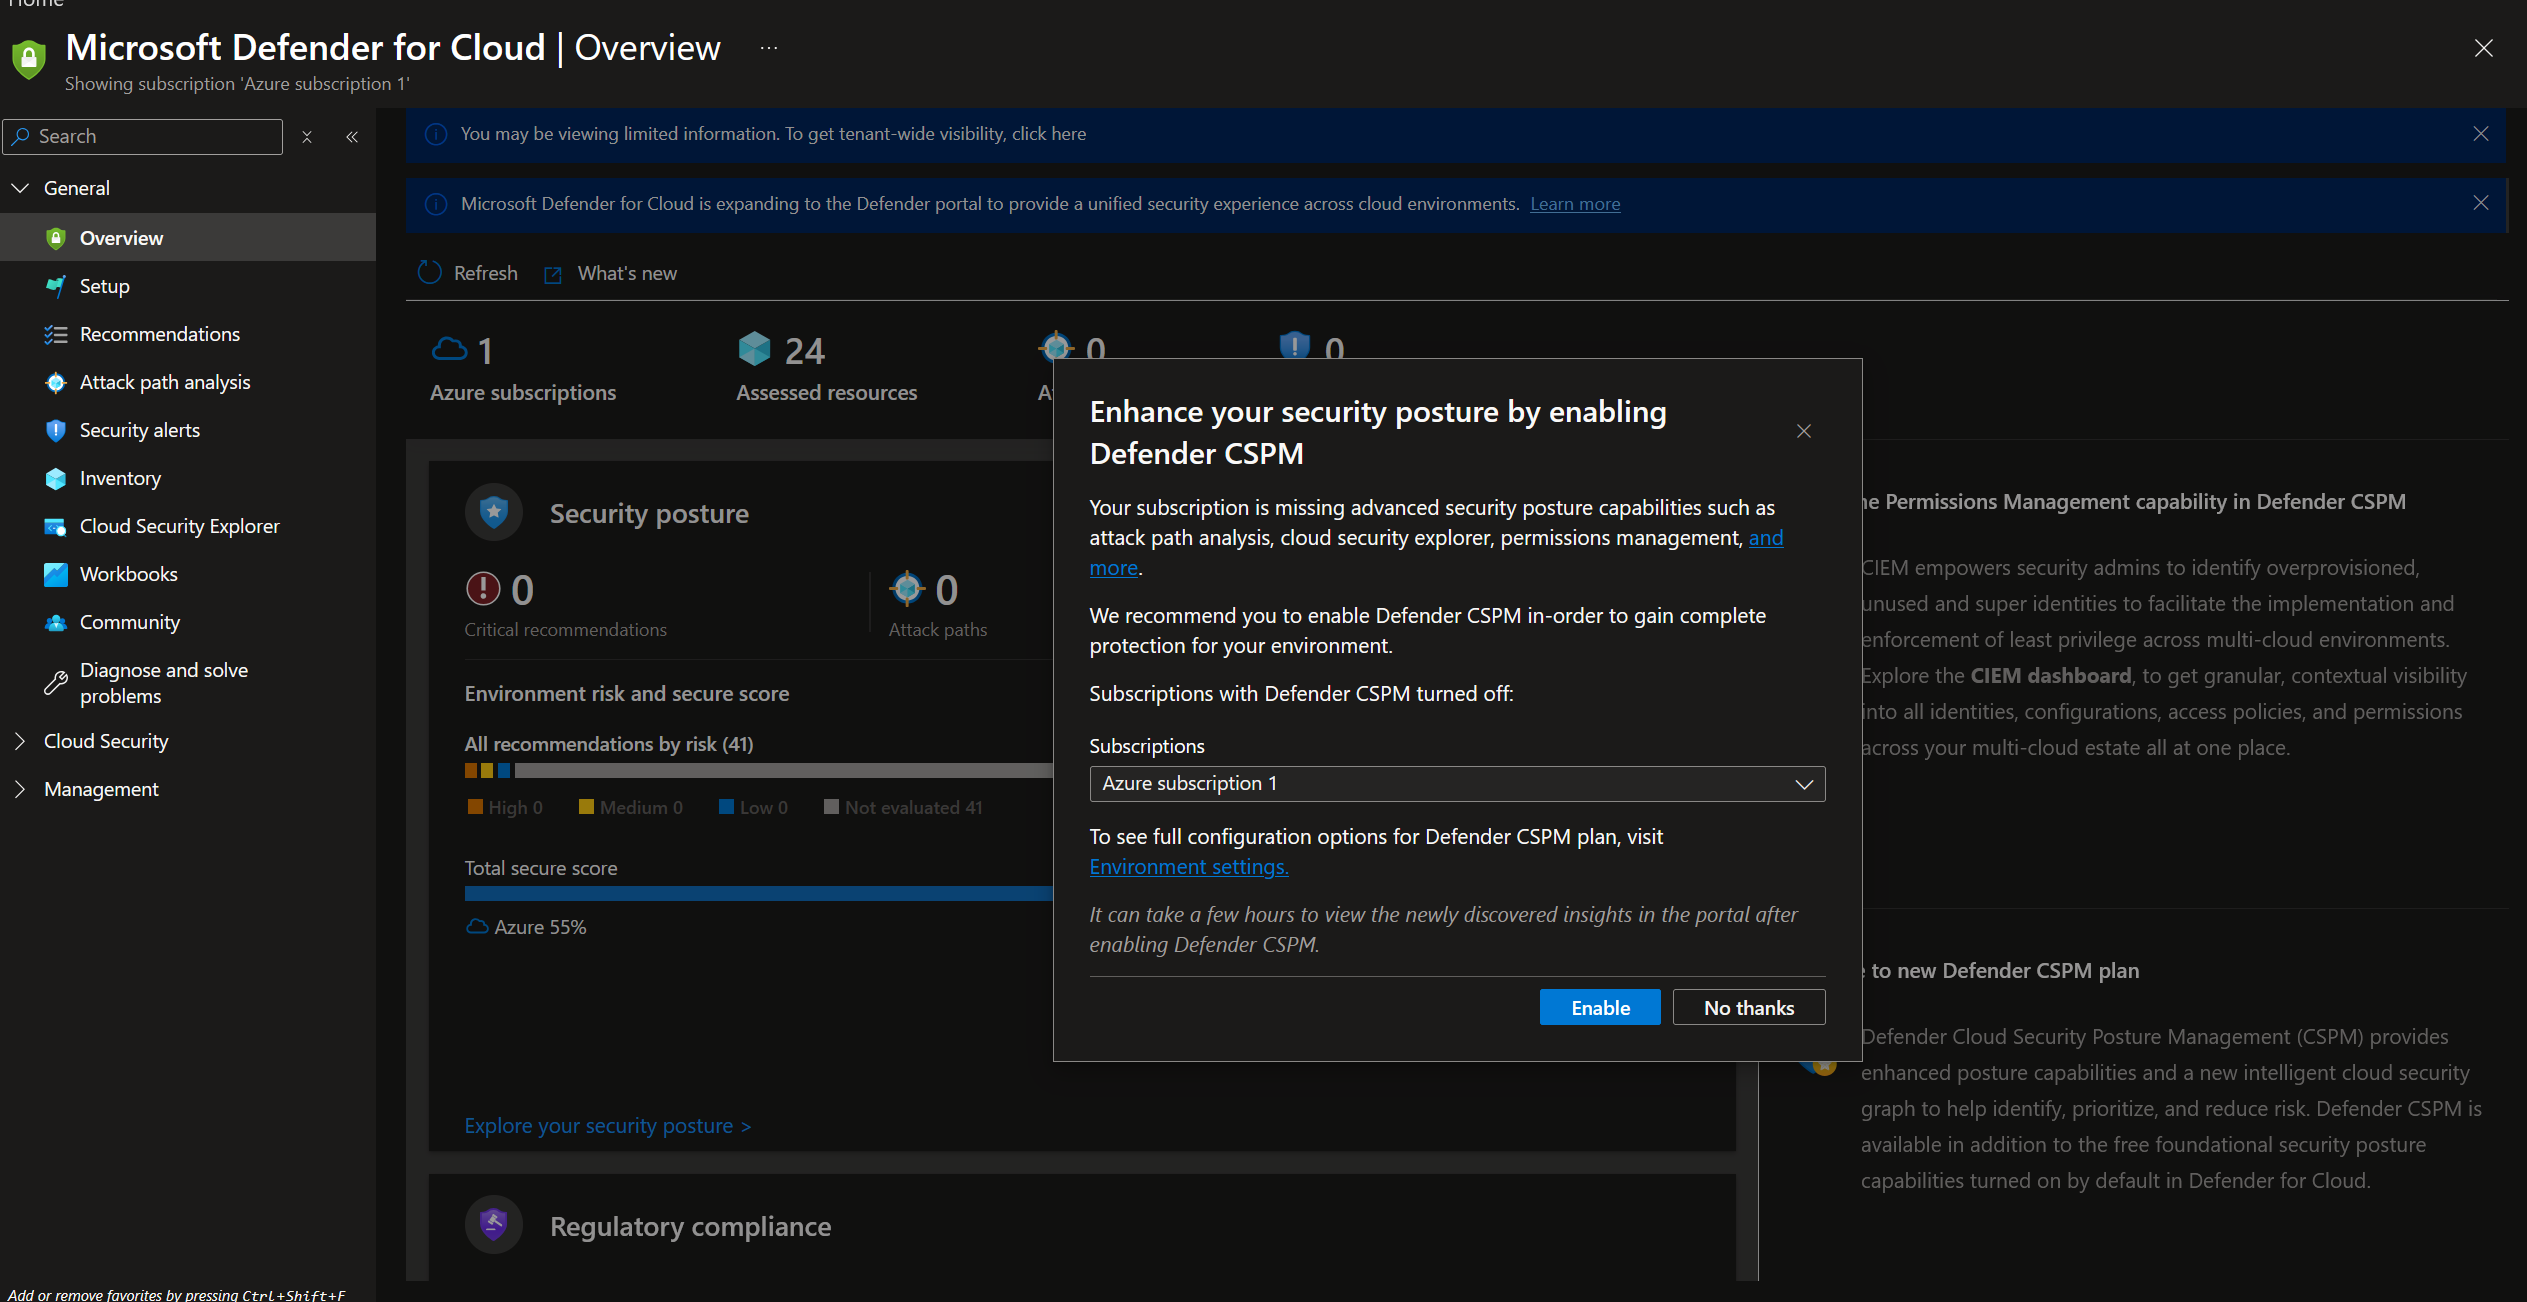 Home
Microsoft Defender for Cloud | Overview
...
Showing subscription 'Azure subscription 1'
Search
General
Overview
Setup
Recommendations
Attack path analysis
Security alerts
Inventory
Cloud Security Explorer
Workbooks
Community
Diagnose and solve
problems
Cloud Security
Management
Add or remove favorites by pressing Ctrl+Shift+F
You may be viewing limited information. To get tenant-wide visibility, click here
Microsoft Defender for Cloud is expanding to the Defender portal to provide a unified security experience across cloud environments. Learn more
Refresh What's new
1 24 0 0
Azure subscriptions Assessed resources
Security posture
0 0
Critical recommendations Attack paths
Environment risk and secure score
All recommendations by risk (41)
High 0 Medium 0 Low 0 Not evaluated 41
Total secure score
Azure 55%
Explore your security posture >
Regulatory compliance
Enhance your security posture by enabling
Defender CSPM
Your subscription is missing advanced security posture capabilities such as
attack path analysis, cloud security explorer, permissions management, and
more.
We recommend you to enable Defender CSPM in-order to gain complete
protection for your environment.
Subscriptions with Defender CSPM turned off:
Subscriptions
Azure subscription 1
To see full configuration options for Defender CSPM plan, visit
Environment settings.
It can take a few hours to view the newly discovered insights in the portal after
enabling Defender CSPM.
Enable No thanks
Permissions Management capability in Defender CSPM
CIEM empowers security admins to identify overprovisioned,
unused and super identities to facilitate the implementation and
enforcement of least privilege across multi-cloud environments.
Explore the CIEM dashboard, to get granular, contextual visibility
into all identities, configurations, access policies, and permissions
across your multi-cloud estate all at one place.
to new Defender CSPM plan
Defender Cloud Security Posture Management (CSPM) provides
enhanced posture capabilities and a new intelligent cloud security
graph to help identify, prioritize, and reduce risk. Defender CSPM is
available in addition to the free foundational security posture
capabilities turned on by default in Defender for Cloud.